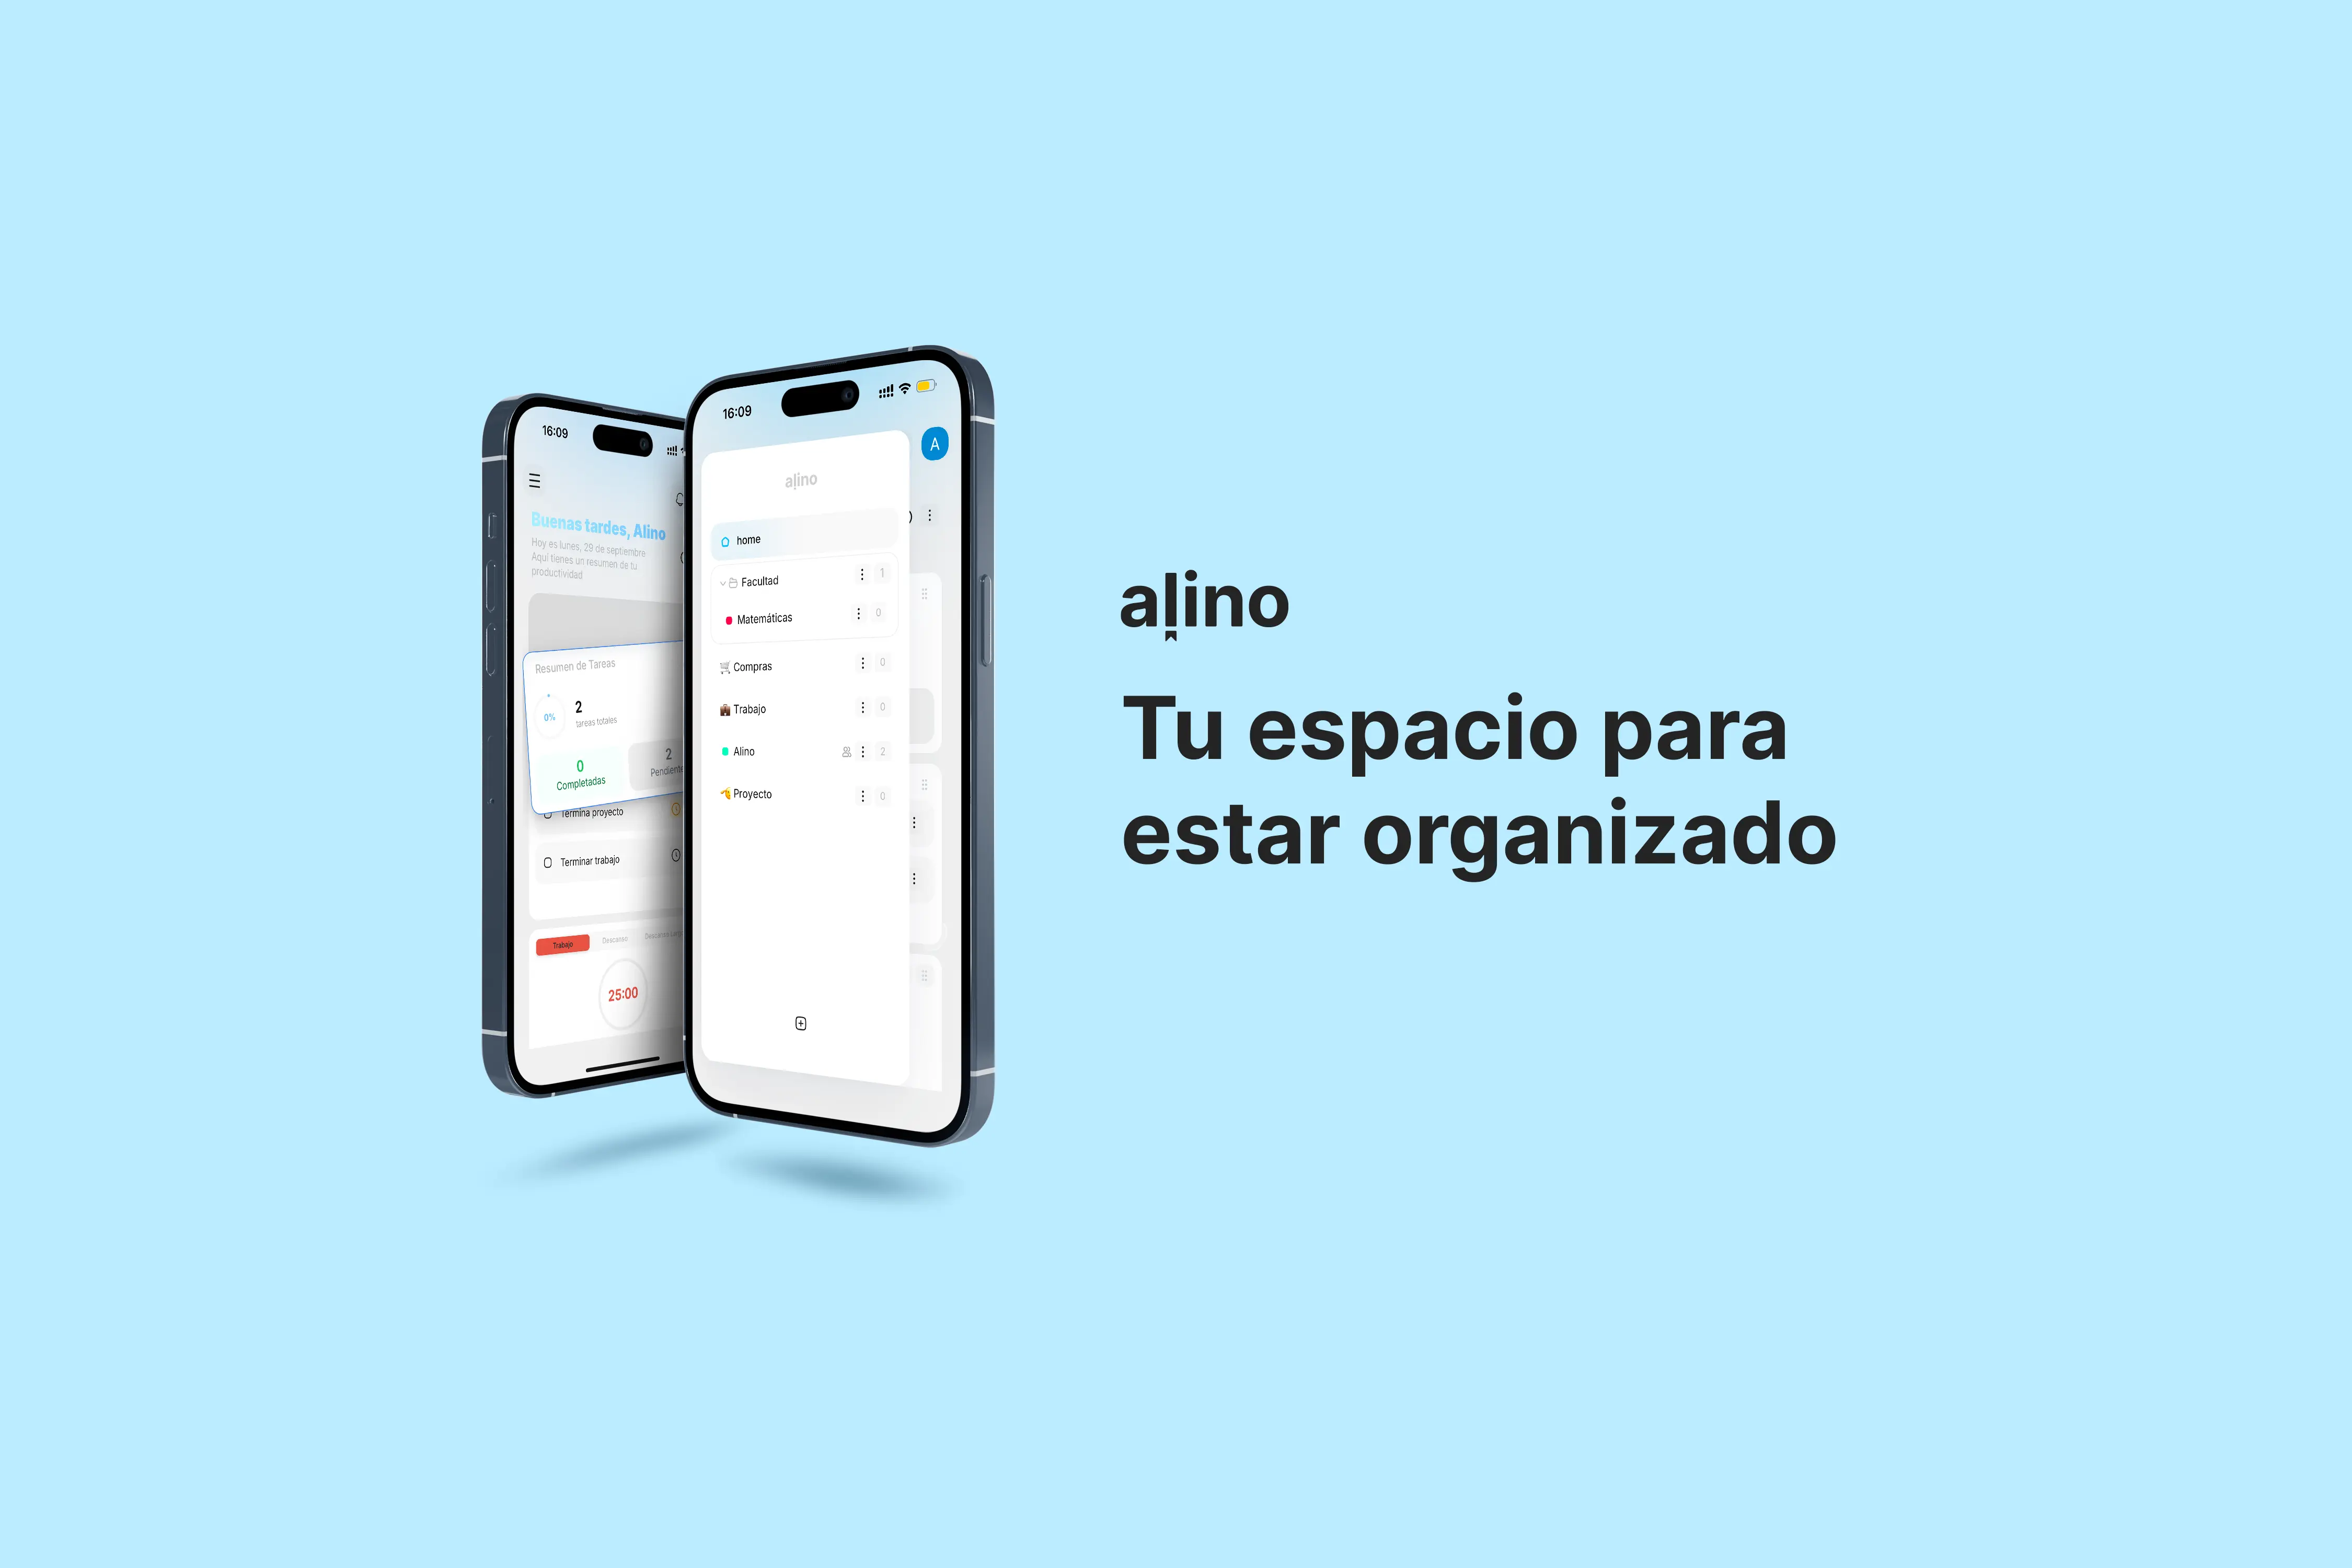 16:09
Buenas tardes, Alino
Hoy es lunes, 29 de septiembre
Aquí tienes un resumen de tu
productividad
Resumen de Tareas
0%
2
tareas totales
0
Completadas
2
Pendiente
Termina proyecto
Terminar trabajo
Trabajo
Descanso
25:00
16:09
A
alino
home
Facultad 1
Matemáticas 0
Compras 0
Trabajo 0
Alino 2
Proyecto 0
alino
Tu espacio para
estar organizado